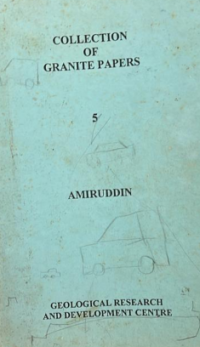 COLLECTION
OF
GRANITE PAPERS
5
AMIRUDDIN
GEOLOGICAL RESEARCH
AND DEVELOPMENT CENTRE